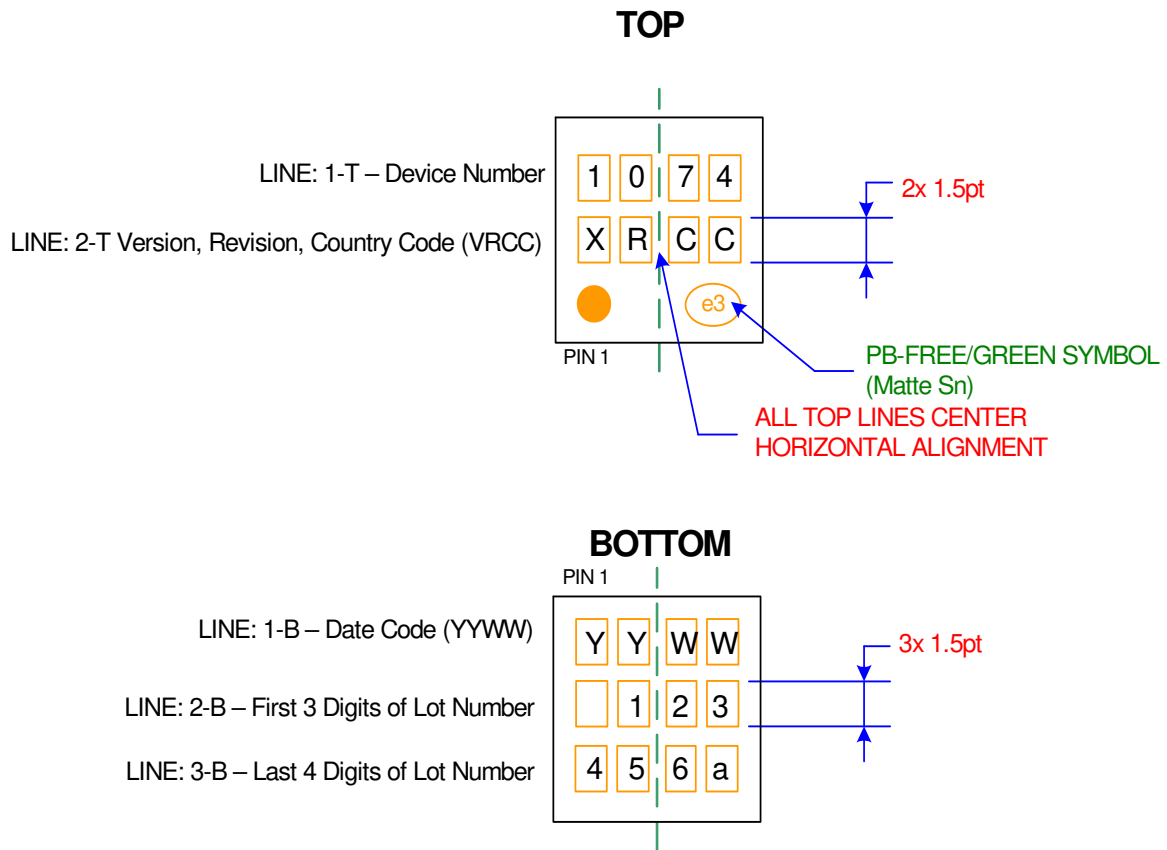 TOP
LINE: 1-T – Device Number
1 0 7 4
2x 1.5pt
LINE: 2-T Version, Revision, Country Code (VRCC)
X R C C
e3
PIN 1
PB-FREE/GREEN SYMBOL
(Matte Sn)
ALL TOP LINES CENTER
HORIZONTAL ALIGNMENT
BOTTOM
PIN 1
LINE: 1-B – Date Code (YYWW)
Y Y W W
3x 1.5pt
LINE: 2-B – First 3 Digits of Lot Number
1 2 3
LINE: 3-B – Last 4 Digits of Lot Number
4 5 6 a